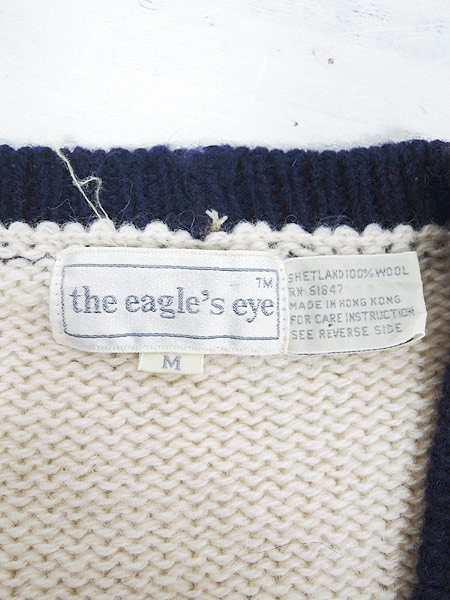 the eagle's eye TM
M
SHETLAND 100% WOOL
RN 51847
MADE IN HONG KONG
FOR CARE INSTRUCTION
SEE REVERSE SIDE